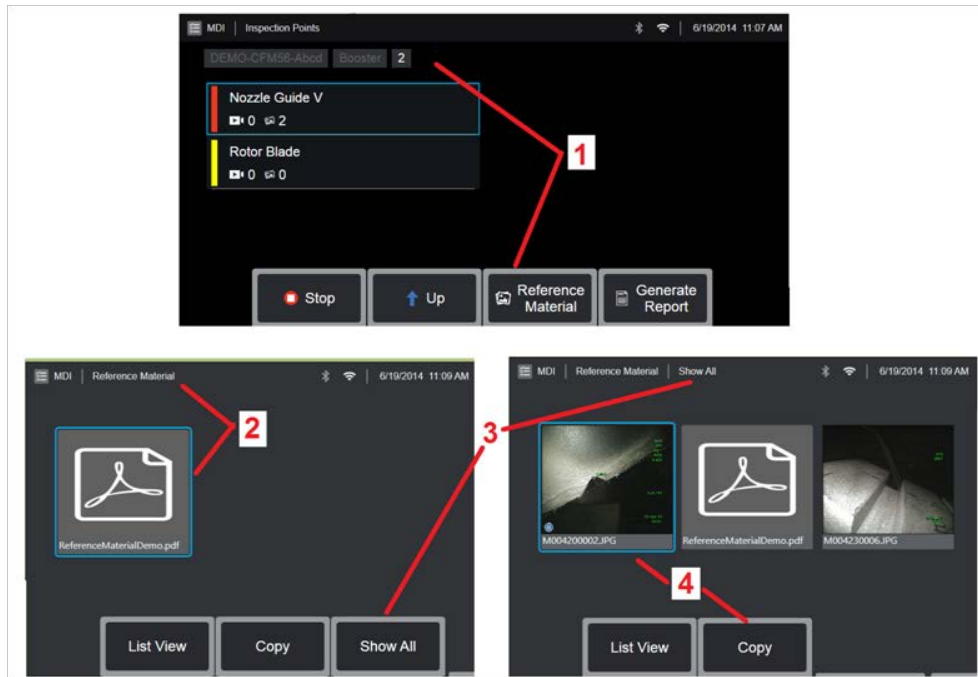 MDI | Inspection Points 6/19/2014 11:07 AM
DEMO-CFM56-Abcd Booster 2
Nozzle Guide V
0 2
Rotor Blade
0 0
1
Stop Up Reference Material Generate Report
MDI | Reference Material 6/19/2014 11:09 AM
2
ReferenceMaterialDemo.pdf
List View Copy Show All
3
MDI | Reference Material | Show All 6/19/2014 11:09 AM
M004200002.JPG ReferenceMaterialDemo.pdf M004230006.JPG
4
List View Copy